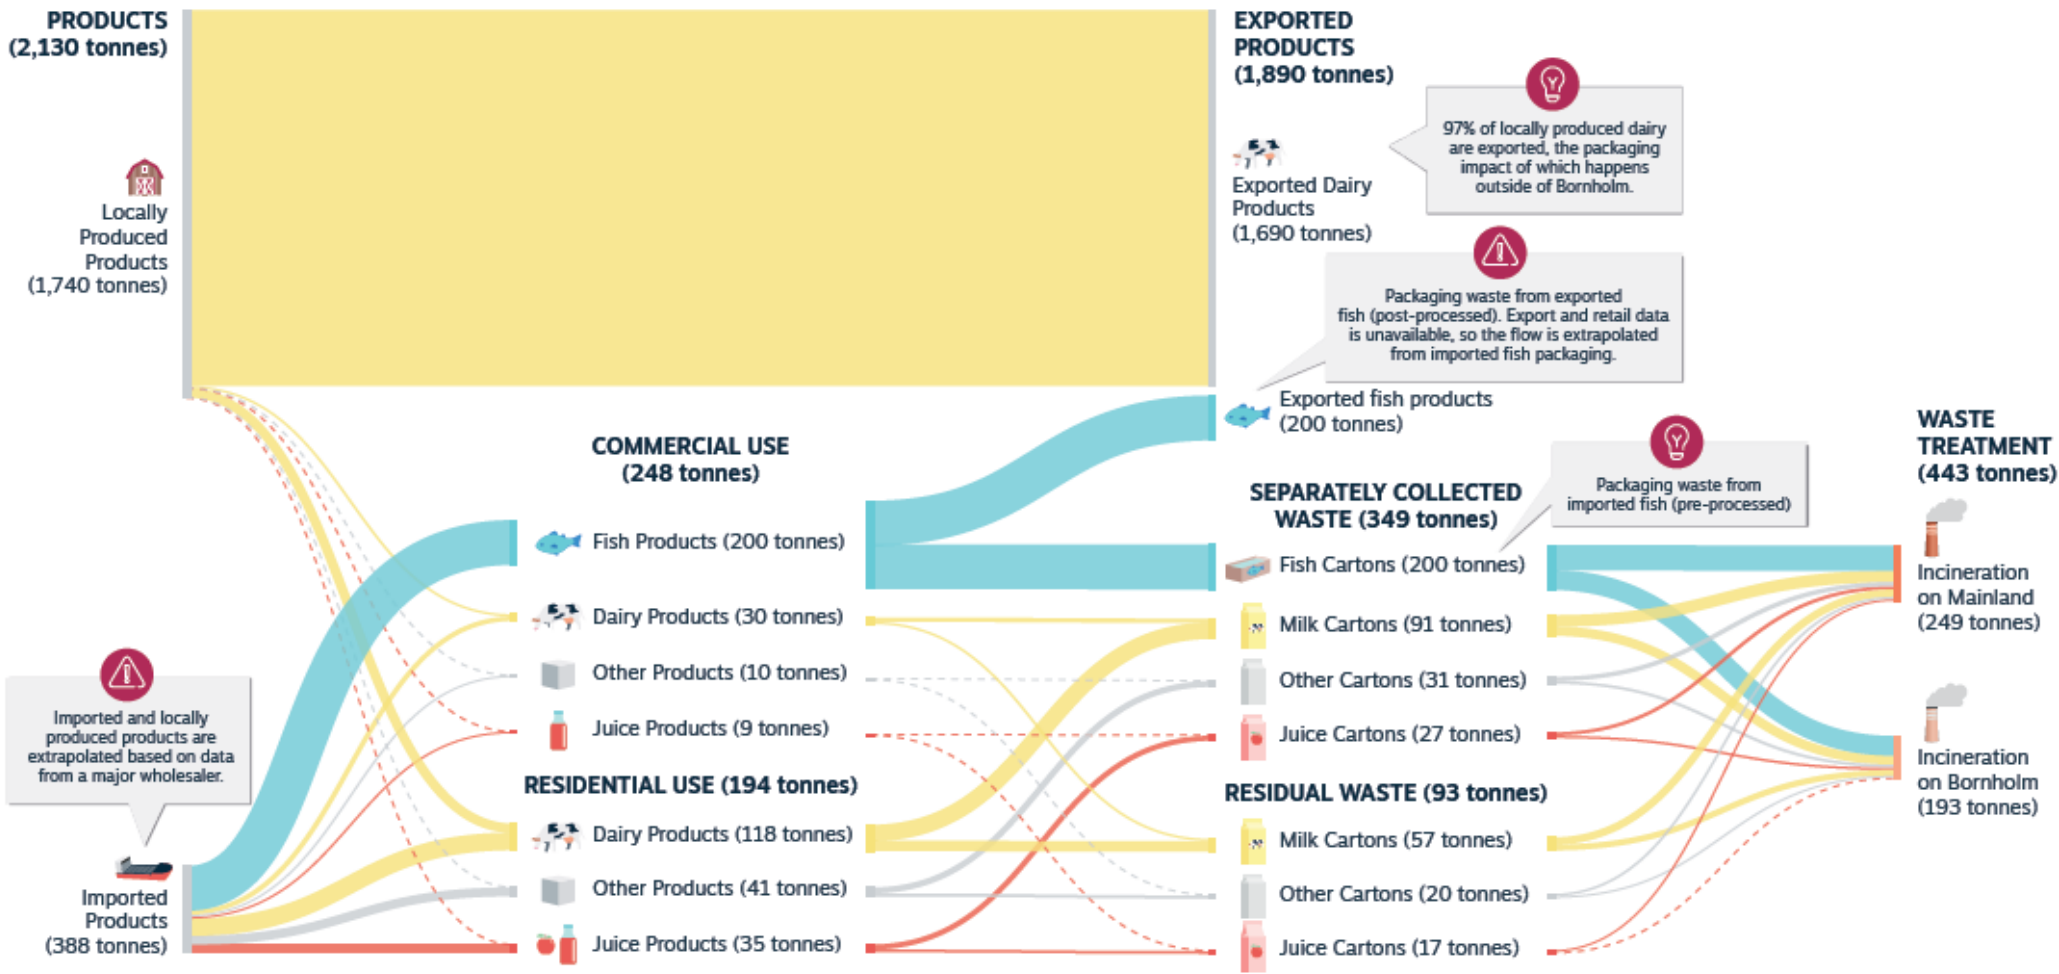 PRODUCTS
(2,130 tonnes)
Locally
Produced
Products
(1,740 tonnes)
Imported and locally
produced products are
extrapolated based on data
from a major wholesaler.
Imported
Products
(388 tonnes)
COMMERCIAL USE
(248 tonnes)
Fish Products (200 tonnes)
Dairy Products (30 tonnes)
Other Products (10 tonnes)
Juice Products (9 tonnes)
RESIDENTIAL USE (194 tonnes)
Dairy Products (118 tonnes)
Other Products (41 tonnes)
Juice Products (35 tonnes)
EXPORTED
PRODUCTS
(1,890 tonnes)
97% of locally produced dairy
are exported, the packaging
impact of which happens
outside of Bornholm.
Exported Dairy
Products
(1,690 tonnes)
Packaging waste from exported
fish (post-processed). Export and retail data
is unavailable, so the flow is extrapolated
from imported fish packaging.
Exported fish products
(200 tonnes)
Packaging waste from
imported fish (pre-processed)
SEPARATELY COLLECTED
WASTE (349 tonnes)
Fish Cartons (200 tonnes)
Milk Cartons (91 tonnes)
Other Cartons (31 tonnes)
Juice Cartons (27 tonnes)
RESIDUAL WASTE (93 tonnes)
Milk Cartons (57 tonnes)
Other Cartons (20 tonnes)
Juice Cartons (17 tonnes)
WASTE
TREATMENT
(443 tonnes)
Incineration
on Mainland
(249 tonnes)
Incineration
on Bornholm
(193 tonnes)